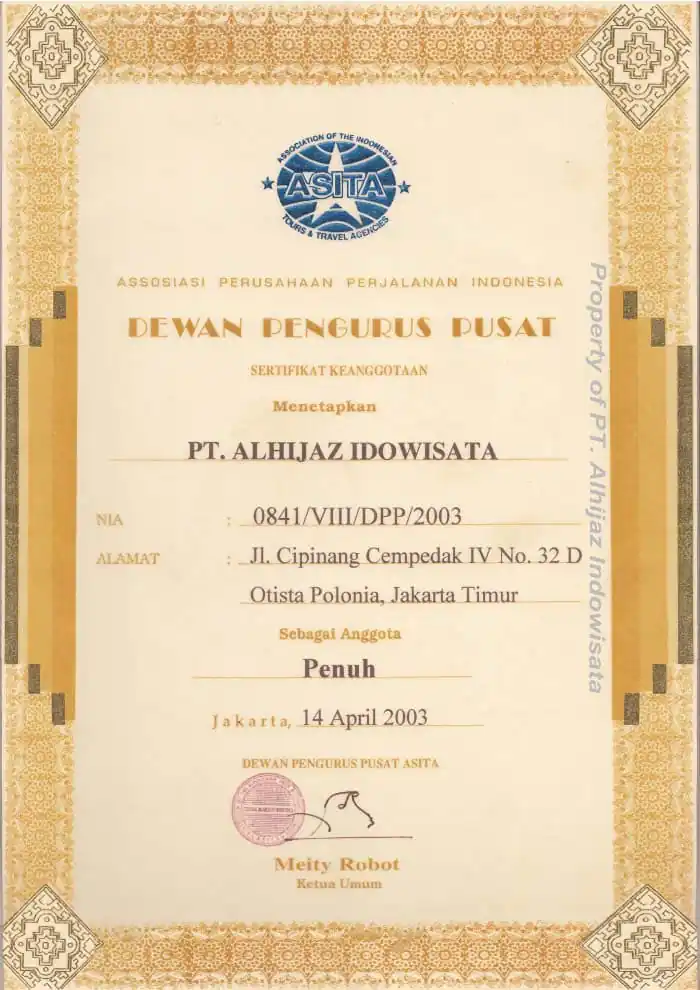 ASSOCIATION OF THE INDONESIAN
ASITA
TOURS & TRAVEL AGENCIES
ASSOSIASI PERUSAHAAN PERJALANAN INDONESIA
DEWAN PENGURUS PUSAT
SERTIFIKAT KEANGGOTAAN
Menetapkan
PT. ALHIJAZ IDOWISATA
NIA : 0841/VIII/DPP/2003
ALAMAT : Jl. Cipinang Cempedak IV No. 32 D
Otista Polonia, Jakarta Timur
Sebagai Anggota
Penuh
Jakarta, 14 April 2003
DEWAN PENGURUS PUSAT ASITA
Meity Robot
Ketua Umum
Property of PT. Alhijaz Indowisata